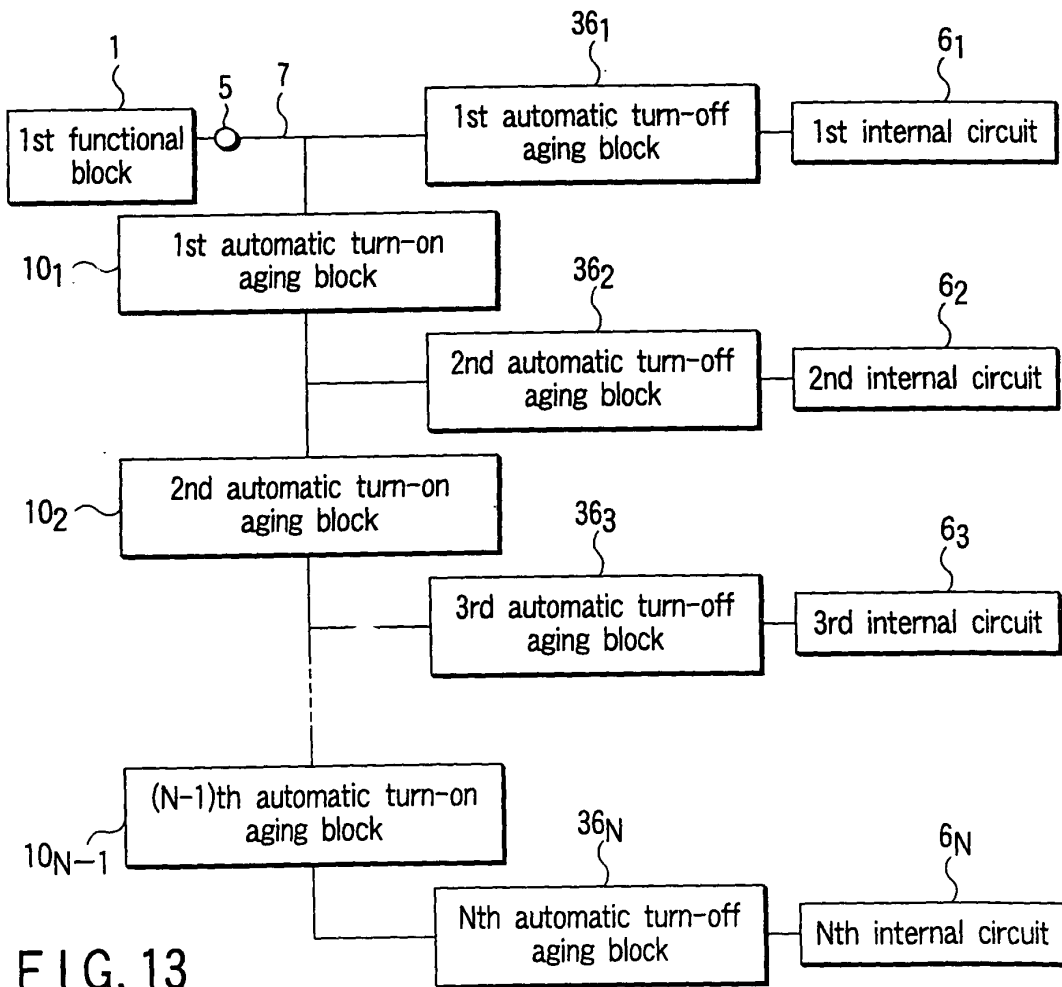 1
5
7
36₁
6₁
1st functional
block
1st automatic turn-off
aging block
1st internal circuit
10₁
1st automatic turn-on
aging block
36₂
6₂
2nd automatic turn-off
aging block
2nd internal circuit
10₂
2nd automatic turn-on
aging block
36₃
6₃
3rd automatic turn-off
aging block
3rd internal circuit
10N-1
(N-1)th automatic turn-on
aging block
36N
6N
Nth automatic turn-off
aging block
Nth internal circuit
FIG. 13